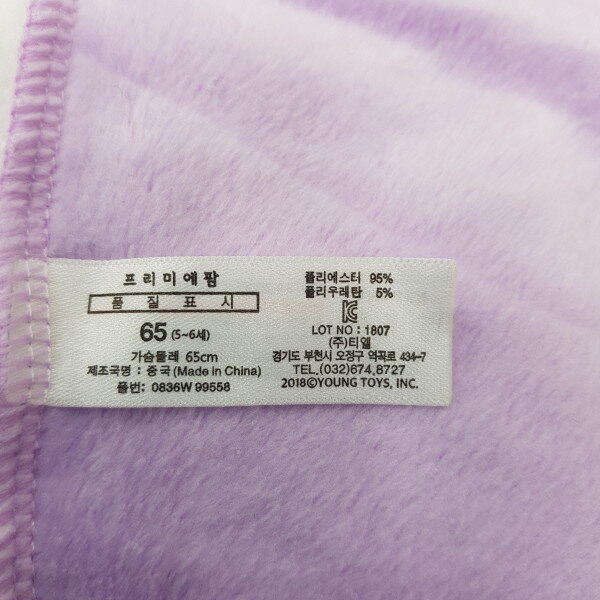 프리미에팜
품 질 표 시
65 (5~6세)
가슴둘레 65cm
제조국명 : 중국(Made in China)
품번: 0836W 99558
폴리에스터 95%
폴리우레탄 5%
LOT NO : 1807
(주)티엘
경기도 부천시 오정구 역곡로 434-7
TEL.(032)674.8727
2018©YOUNG TOYS, INC.